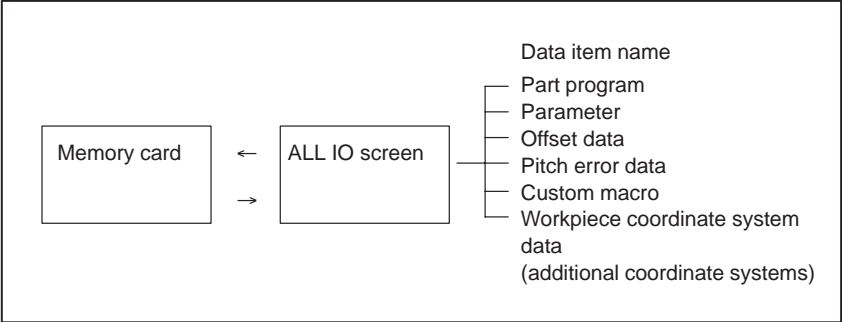 Data item name
Part program
Parameter
Offset data
Pitch error data
Custom macro
Workpiece coordinate system
data
(additional coordinate systems)
Memory card
←
→
ALL IO screen